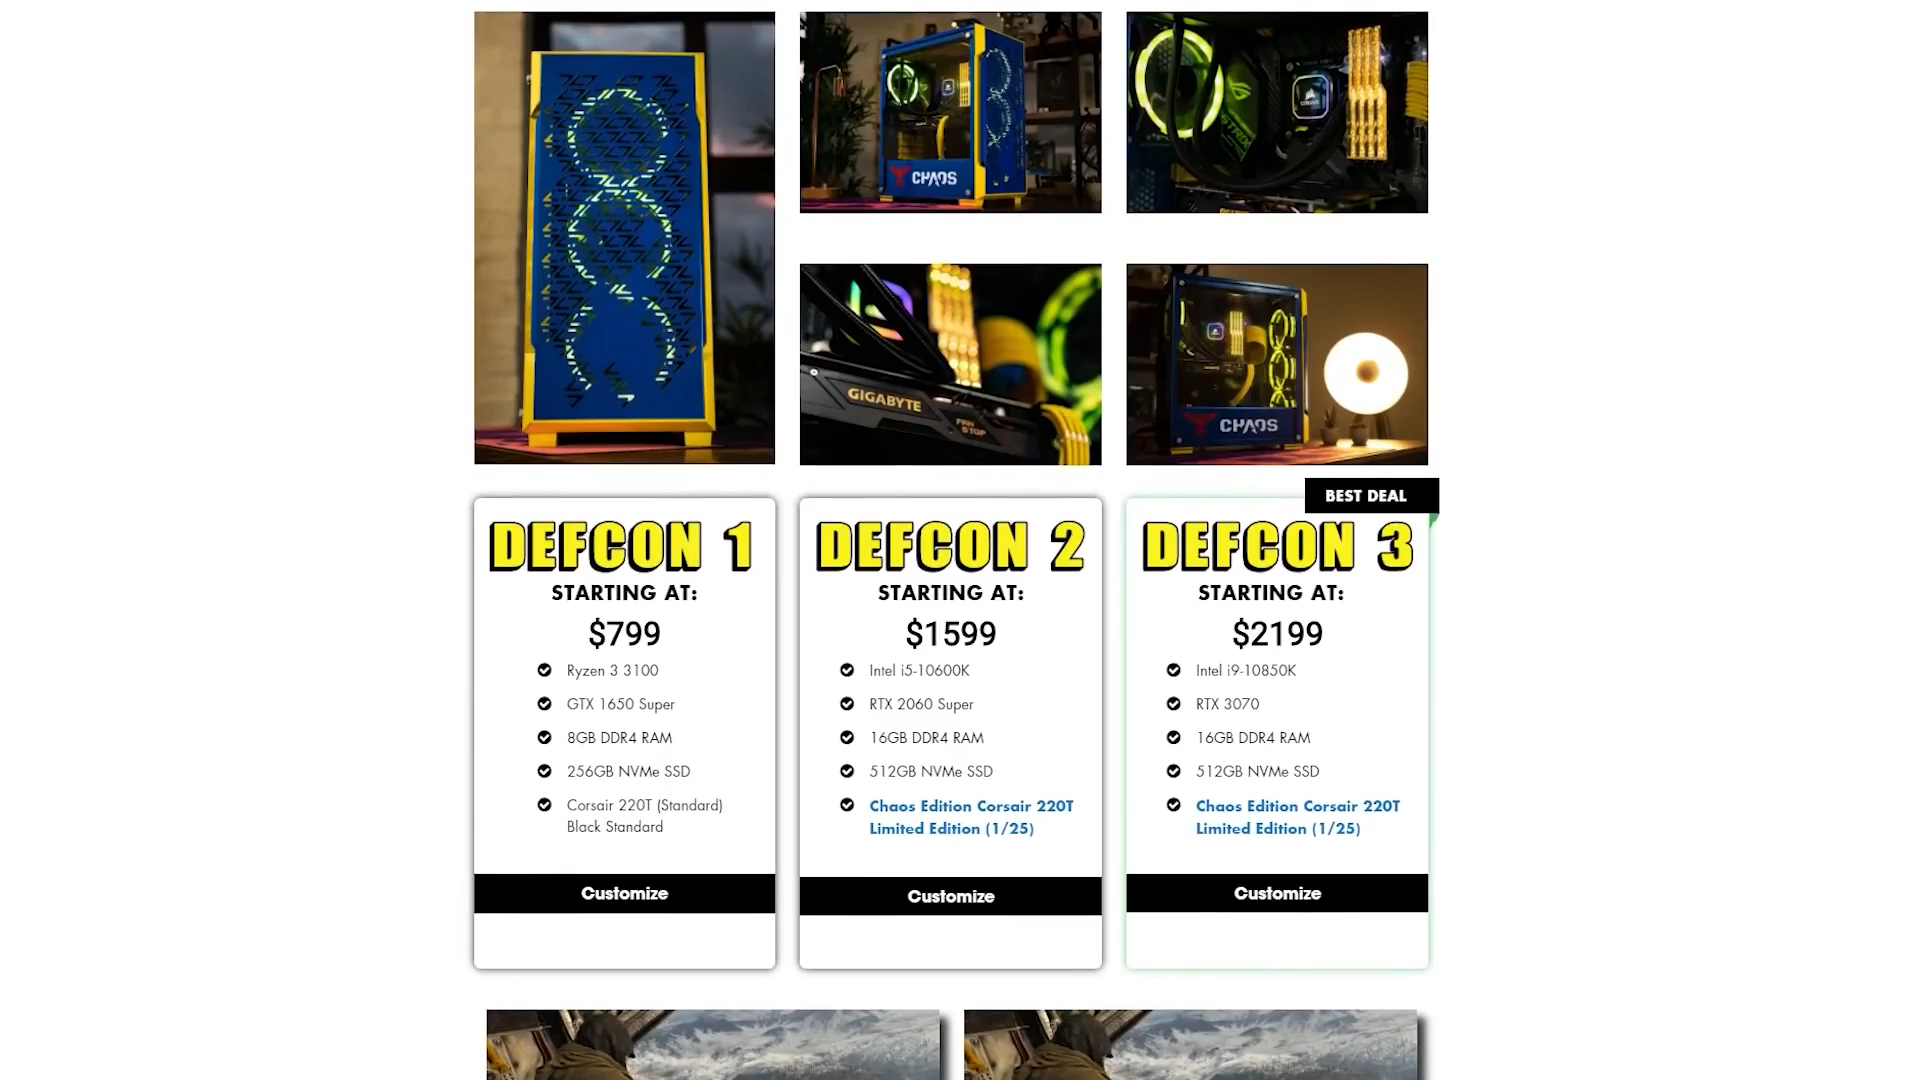 CHAOS
CORSAIR
STRIX
GIGABYTE
FAN
STOP
CHAOS
BEST DEAL
DEFCON 1
STARTING AT:
$799
Ryzen 3 3100
GTX 1650 Super
8GB DDR4 RAM
256GB NVMe SSD
Corsair 220T (Standard)
Black Standard
Customize
DEFCON 2
STARTING AT:
$1599
Intel i5-10600K
RTX 2060 Super
16GB DDR4 RAM
512GB NVMe SSD
Chaos Edition Corsair 220T
Limited Edition (1/25)
Customize
DEFCON 3
STARTING AT:
$2199
Intel i9-10850K
RTX 3070
16GB DDR4 RAM
512GB NVMe SSD
Chaos Edition Corsair 220T
Limited Edition (1/25)
Customize